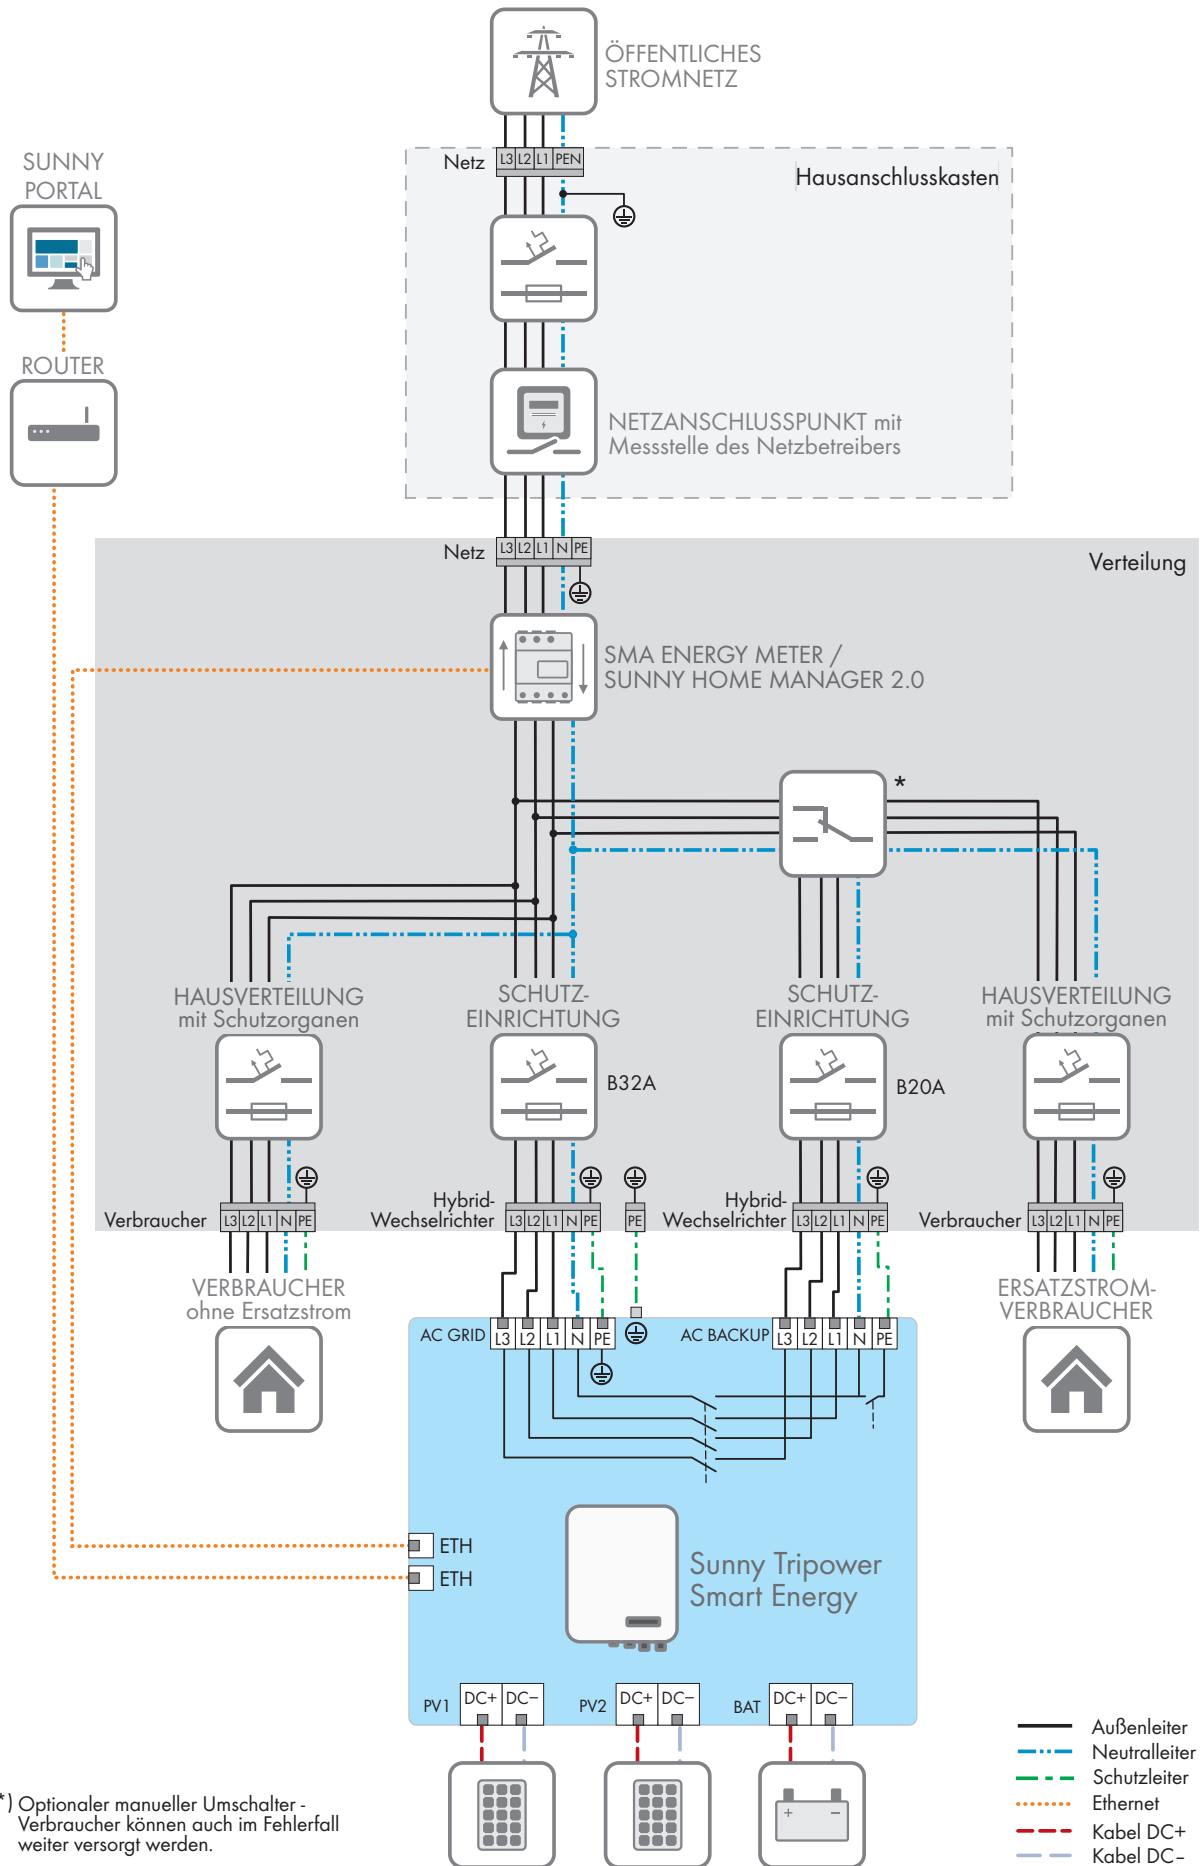 ÖFFENTLICHES
STROMNETZ
SUNNY
PORTAL
Netz
L3 L2 L1 PEN
Hausanschlusskasten
ROUTER
NETZANSCHLUSSPUNKT mit
Messstelle des Netzbetreibers
Netz
L3 L2 L1 N PE
Verteilung
SMA ENERGY METER /
SUNNY HOME MANAGER 2.0
*
HAUSVERTEILUNG
mit Schutzorganen
SCHUTZ-
EINRICHTUNG
SCHUTZ-
EINRICHTUNG
HAUSVERTEILUNG
mit Schutzorganen
B32A
B20A
Verbraucher
L3 L2 L1 N PE
Hybrid-
Wechselrichter
L3 L2 L1 N PE
PE
Hybrid-
Wechselrichter
L3 L2 L1 N PE
Verbraucher
L3 L2 L1 N PE
VERBRAUCHER
ohne Ersatzstrom
ERSATZSTROM-
VERBRAUCHER
AC GRID
L3 L2 L1 N PE
AC BACKUP
L3 L2 L1 N PE
ETH
ETH
Sunny Tripower
Smart Energy
PV1
DC+ DC–
PV2
DC+ DC–
BAT
DC+ DC–
+ –
*) Optionaler manueller Umschalter -
Verbraucher können auch im Fehlerfall
weiter versorgt werden.
Außenleiter
Neutralleiter
Schutzleiter
Ethernet
Kabel DC+
Kabel DC–